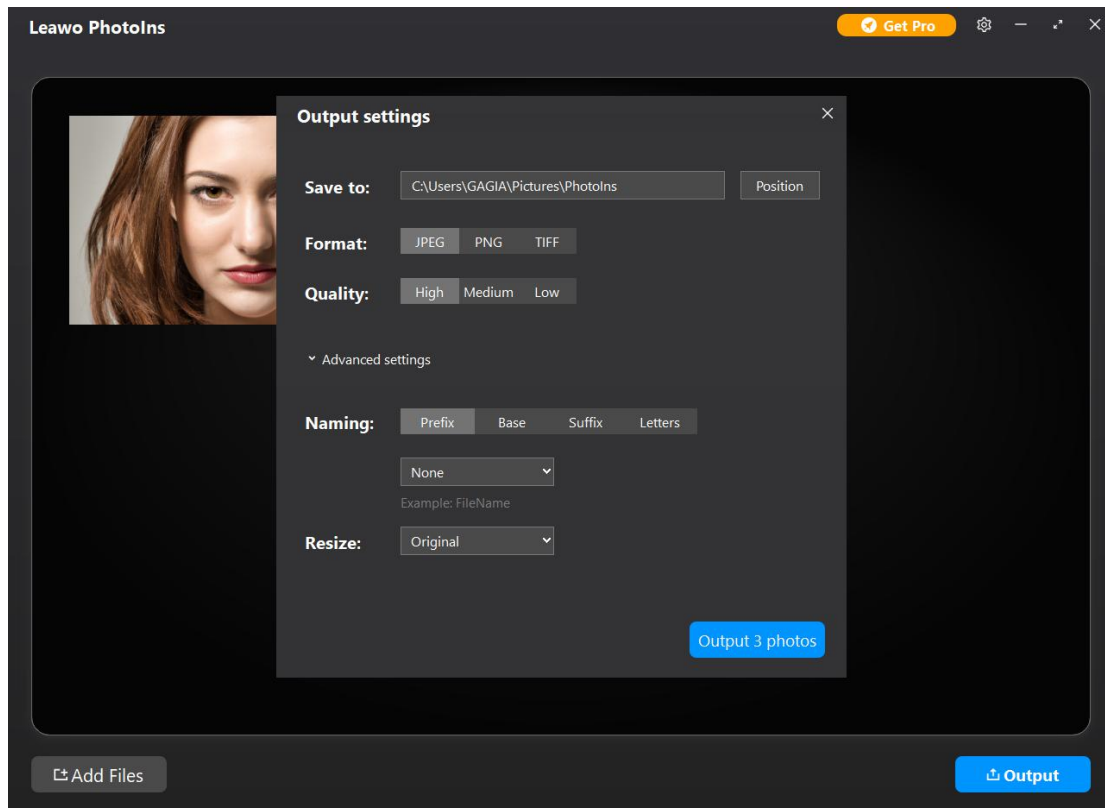 Leawo PhotoIns
Get Pro
Output settings
Save to: C:\Users\GAGIA\Pictures\PhotoIns Position
Format: JPEG PNG TIFF
Quality: High Medium Low
Advanced settings
Naming: Prefix Base Suffix Letters
None
Example: FileName
Resize: Original
Output 3 photos
Add Files Output